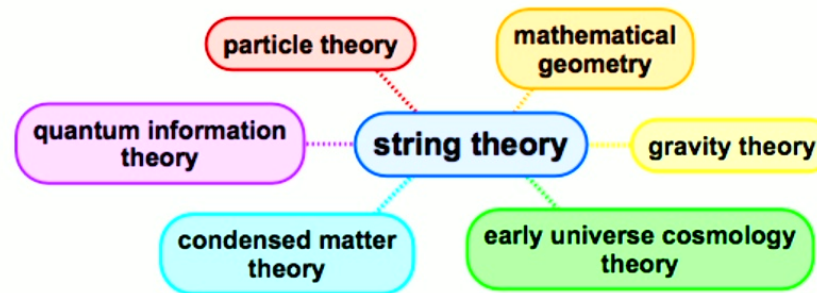 particle theory
mathematical
geometry
quantum information
theory
string theory
gravity theory
condensed matter
theory
early universe cosmology
theory